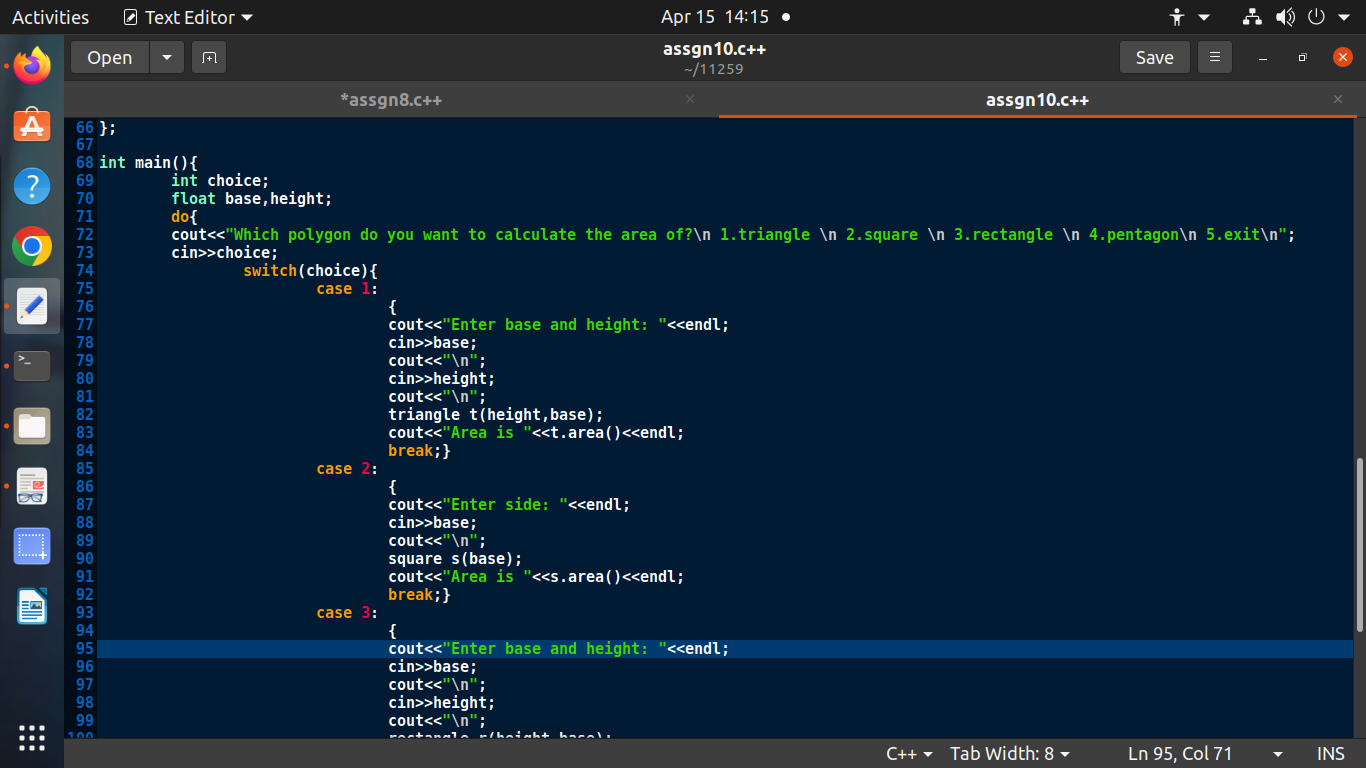 Activities Text Editor Apr 15 14:15
Open assgn10.c++ Save
~/11259
*assgn8.c++ assgn10.c++
66 };
67
68 int main(){
69 int choice;
70 float base,height;
71 do{
72 cout<<"Which polygon do you want to calculate the area of?\n 1.triangle \n 2.square \n 3.rectangle \n 4.pentagon\n 5.exit\n";
73 cin>>choice;
74 switch(choice){
75 case 1:
76 {
77 cout<<"Enter base and height: "<<endl;
78 cin>>base;
79 cout<<"\n";
80 cin>>height;
81 cout<<"\n";
82 triangle t(height,base);
83 cout<<"Area is "<<t.area()<<endl;
84 break;}
85 case 2:
86 {
87 cout<<"Enter side: "<<endl;
88 cin>>base;
89 cout<<"\n";
90 square s(base);
91 cout<<"Area is "<<s.area()<<endl;
92 break;}
93 case 3:
94 {
95 cout<<"Enter base and height: "<<endl;
96 cin>>base;
97 cout<<"\n";
98 cin>>height;
99 cout<<"\n";
100 rectangle r(height,base);
C++ Tab Width: 8 Ln 95, Col 71 INS